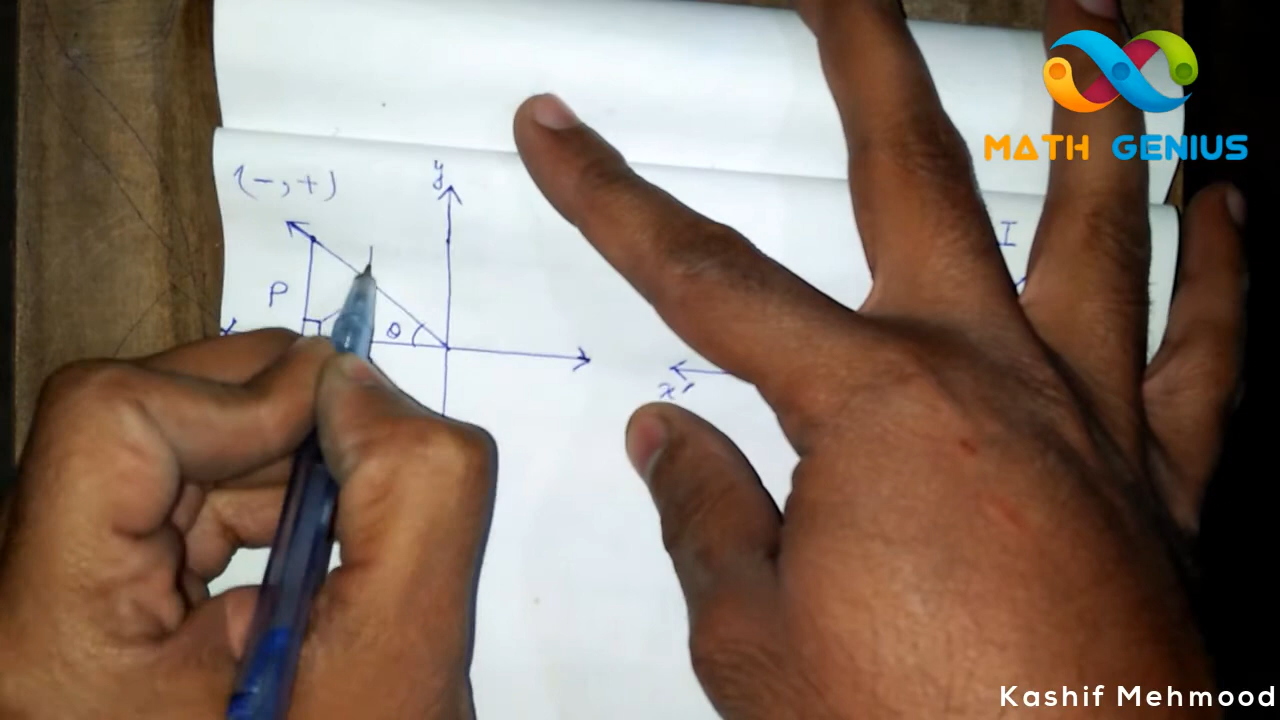 MATH GENIUS
(-,+)
y
I
P
θ
x'
Kashif Mehmood